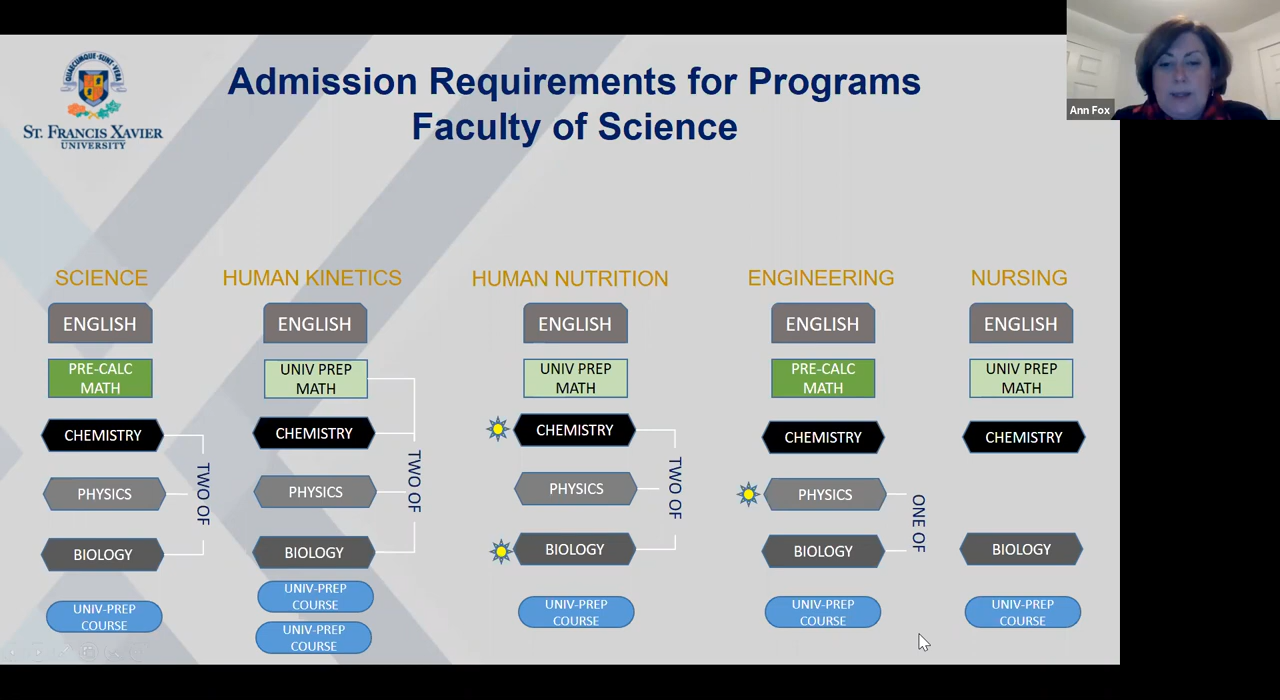 QUAECUMQUE·SUNT·VERA
ST. FRANCIS XAVIER
UNIVERSITY
Admission Requirements for Programs
Faculty of Science
Ann Fox
SCIENCE
ENGLISH
PRE-CALC
MATH
CHEMISTRY
PHYSICS
BIOLOGY
TWO OF
UNIV-PREP
COURSE
HUMAN KINETICS
ENGLISH
UNIV PREP
MATH
CHEMISTRY
PHYSICS
BIOLOGY
TWO OF
UNIV-PREP
COURSE
UNIV-PREP
COURSE
HUMAN NUTRITION
ENGLISH
UNIV PREP
MATH
CHEMISTRY
PHYSICS
BIOLOGY
TWO OF
UNIV-PREP
COURSE
ENGINEERING
ENGLISH
PRE-CALC
MATH
CHEMISTRY
PHYSICS
BIOLOGY
ONE OF
UNIV-PREP
COURSE
NURSING
ENGLISH
UNIV PREP
MATH
CHEMISTRY
BIOLOGY
UNIV-PREP
COURSE